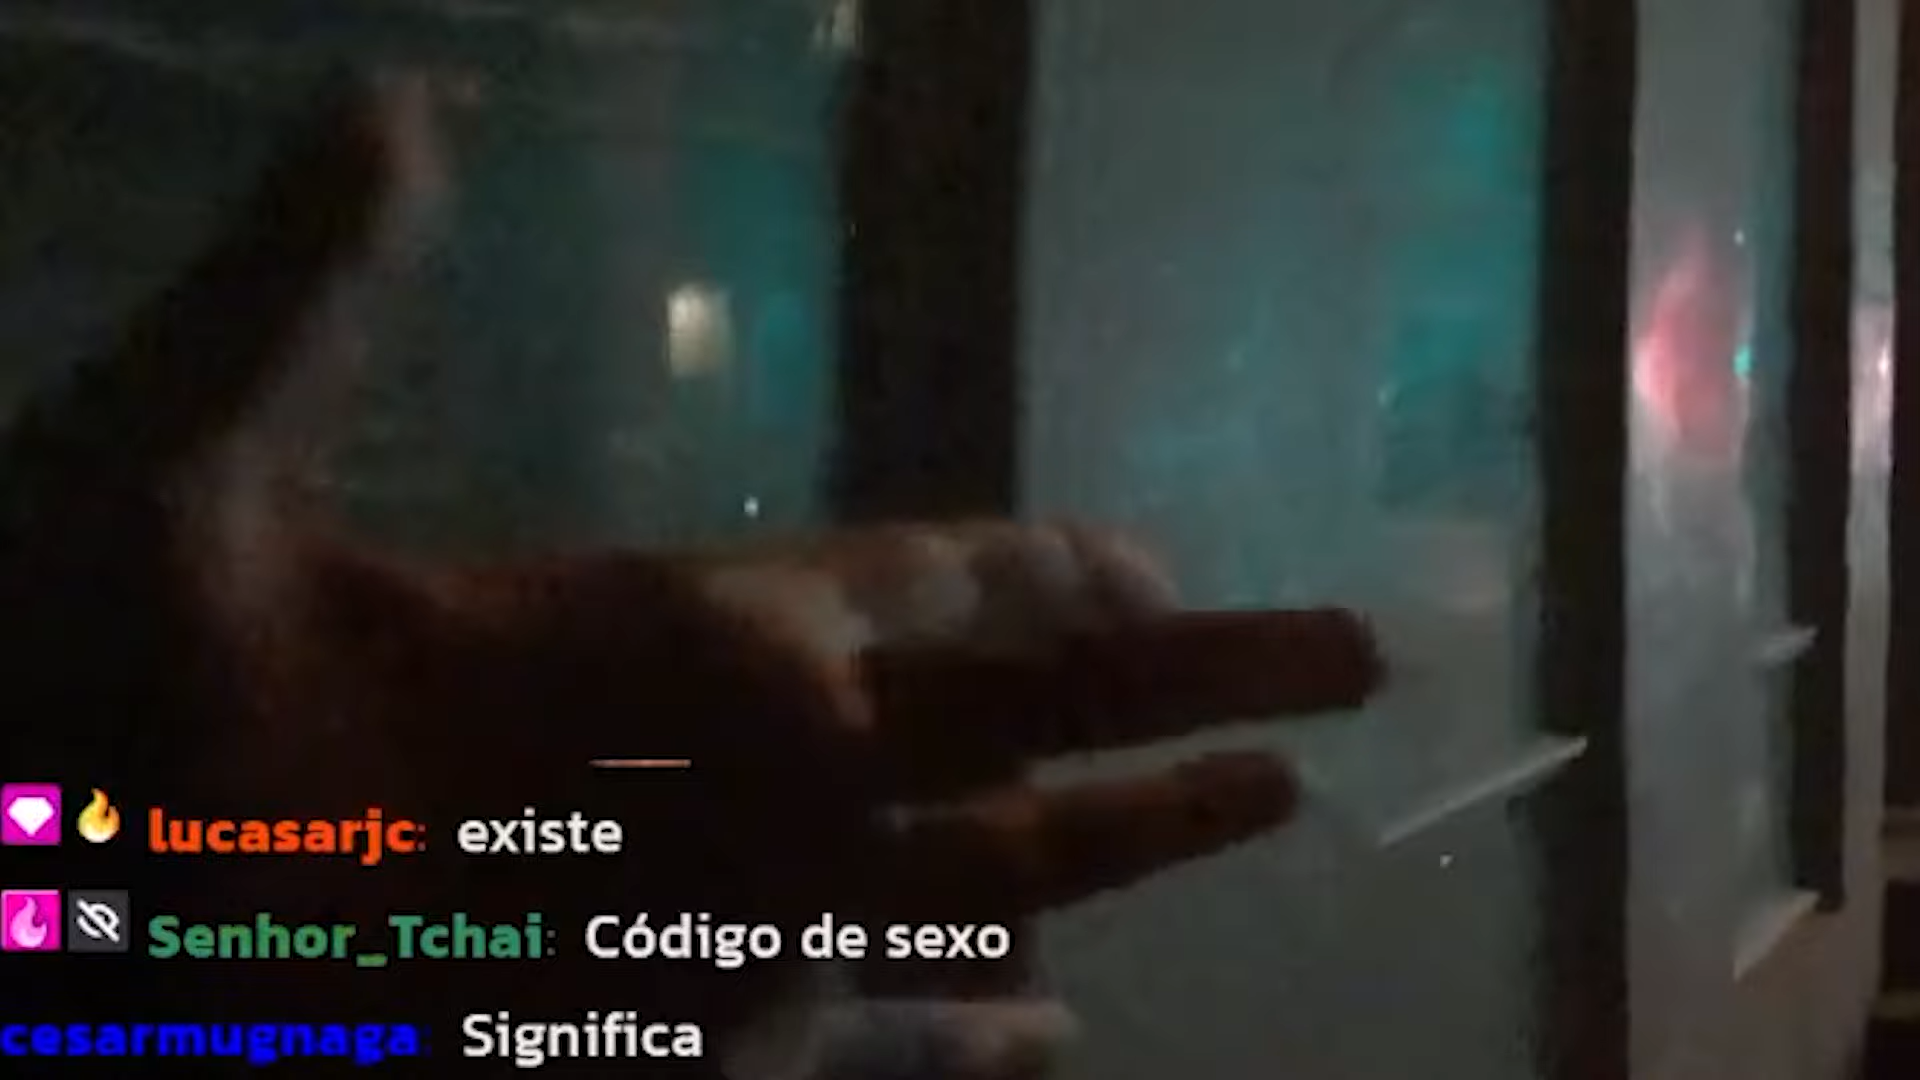 lucasarjc: existe
Senhor_Tchai: Código de sexo
cesarmugnaga: Significa